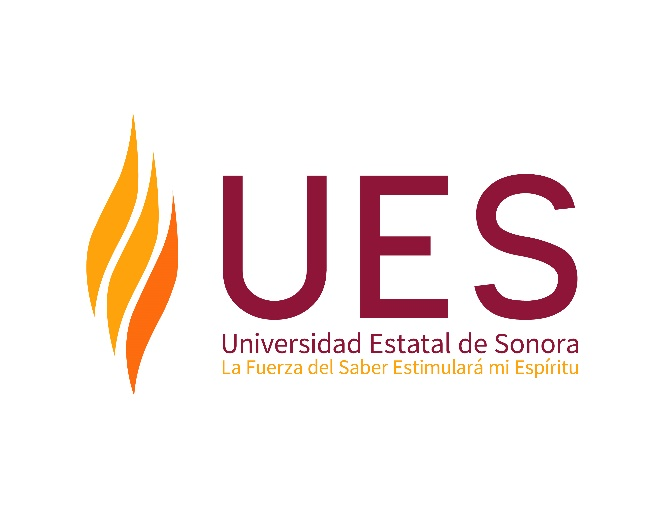 UES
Universidad Estatal de Sonora
La Fuerza del Saber Estimulará mi Espíritu